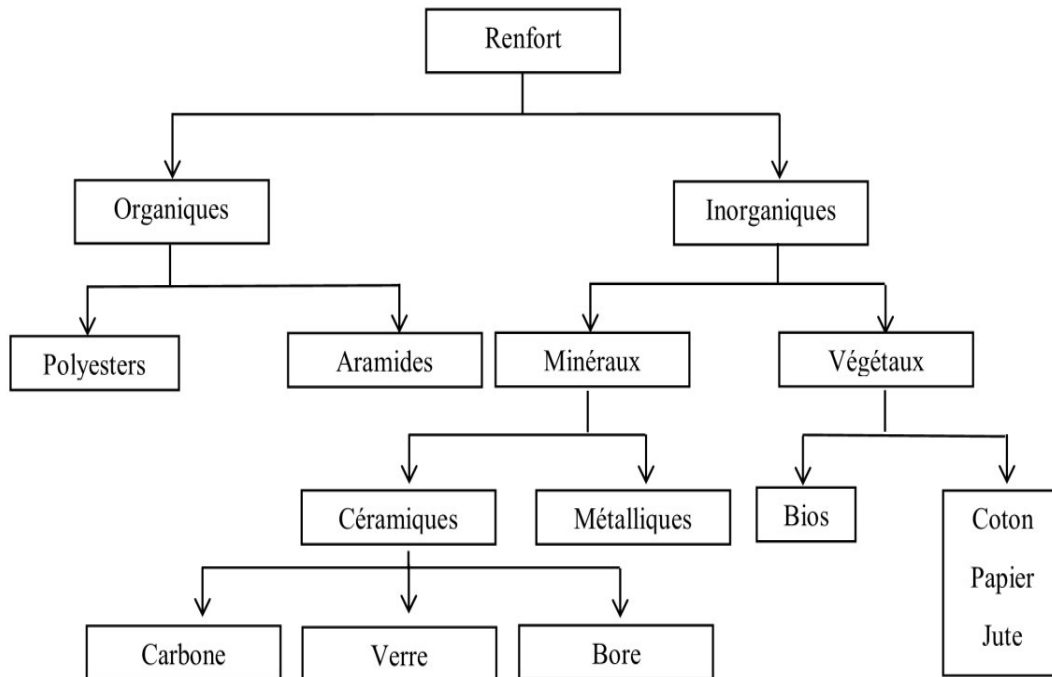 Renfort
Organiques
Inorganiques
Polyesters
Aramides
Minéraux
Végétaux
Céramiques
Métalliques
Bios
Coton
Papier
Jute
Carbone
Verre
Bore